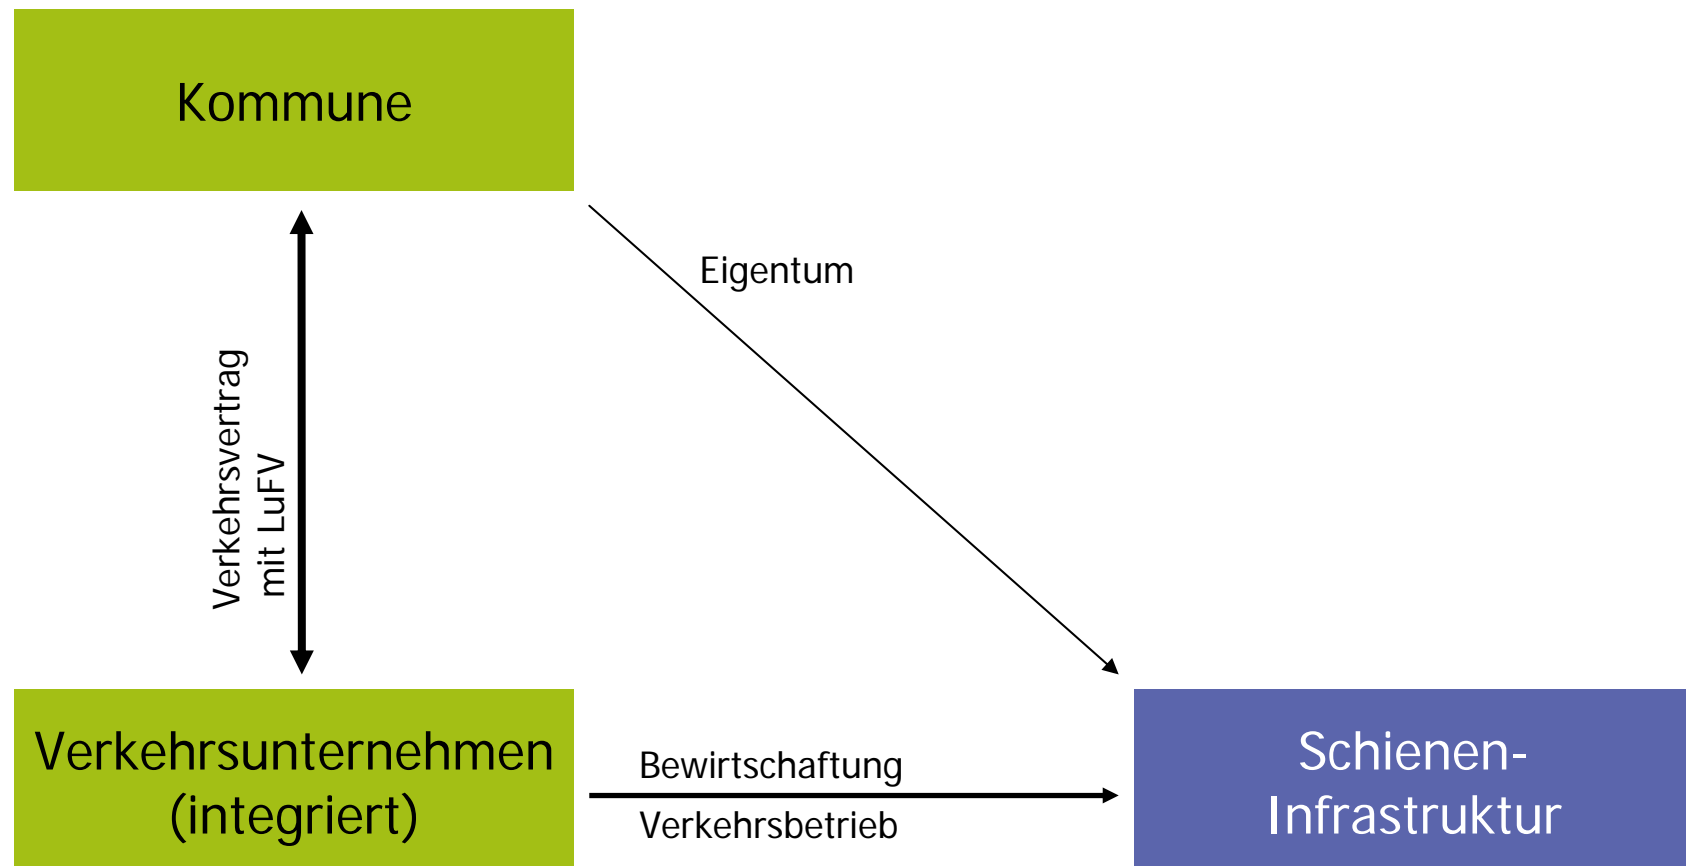 Kommune
Eigentum
Verkehrsvertrag
mit LuFV
Verkehrsunternehmen
(integriert)
Bewirtschaftung
Verkehrsbetrieb
Schienen-
Infrastruktur